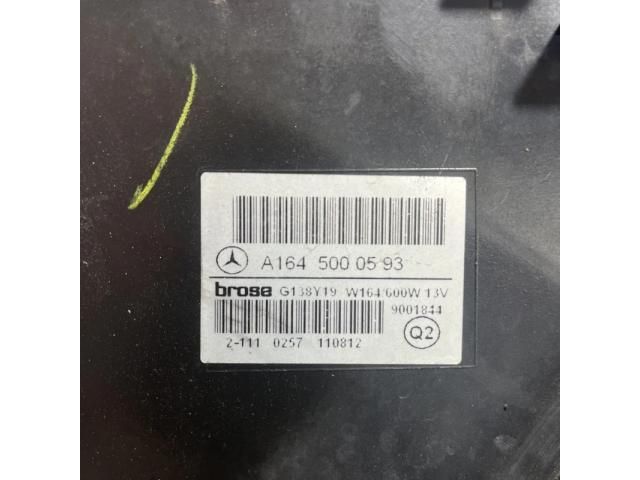 A164 500 05 93
brose G138Y19 W164/600W 13V
9001844
2-111 0257 110812
Q2